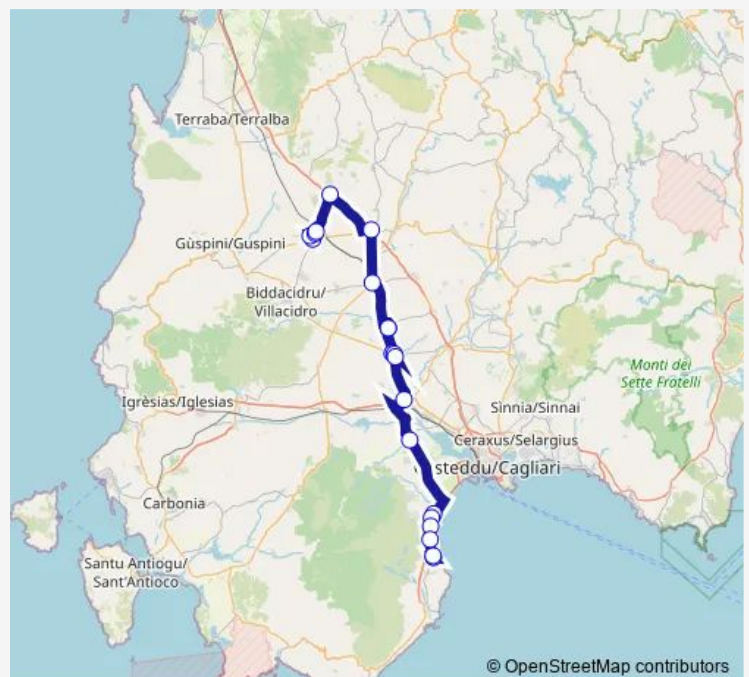 Terraba/Terralba
Gùspini/Guspini
Biddacidru/
Villacidro
Monti dei
Sette Fratelli
Igrèsias/Iglesias
Sìnnia/Sinnai
Ceraxus/Selargius
steddu/Cagliari
Carbonia
Santu Antiogu/
Sant'Antioco
© OpenStreetMap contributors